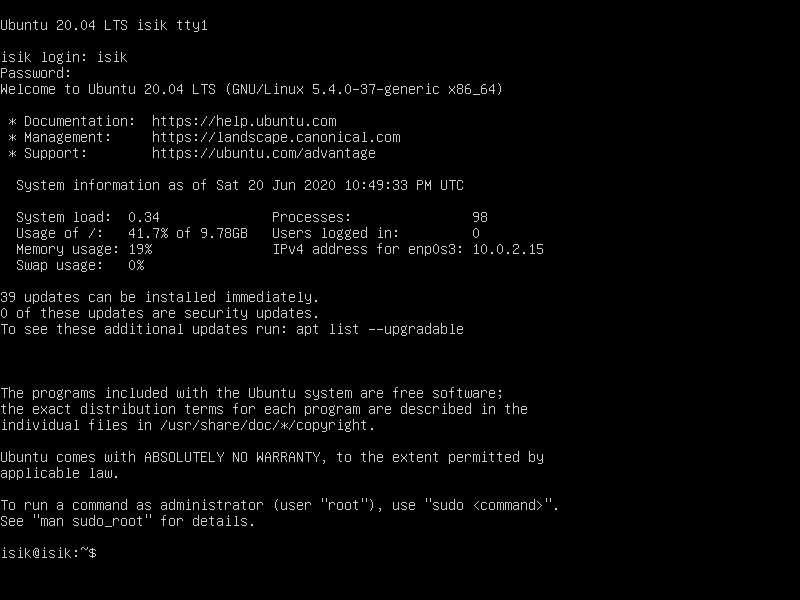 Ubuntu 20.04 LTS isik tty1
isik login: isik
Password:
Welcome to Ubuntu 20.04 LTS (GNU/Linux 5.4.0-37-generic x86_64)
* Documentation:  https://help.ubuntu.com
* Management:     https://landscape.canonical.com
* Support:        https://ubuntu.com/advantage
System information as of Sat 20 Jun 2020 10:49:33 PM UTC
System load:  0.34              Processes:               98
Usage of /:   41.7% of 9.78GB   Users logged in:         0
Memory usage: 19%               IPv4 address for enp0s3: 10.0.2.15
Swap usage:   0%
39 updates can be installed immediately.
0 of these updates are security updates.
To see these additional updates run: apt list --upgradable
The programs included with the Ubuntu system are free software;
the exact distribution terms for each program are described in the
individual files in /usr/share/doc/*/copyright.
Ubuntu comes with ABSOLUTELY NO WARRANTY, to the extent permitted by
applicable law.
To run a command as administrator (user "root"), use "sudo <command>".
See "man sudo_root" for details.
isik@isik:~$